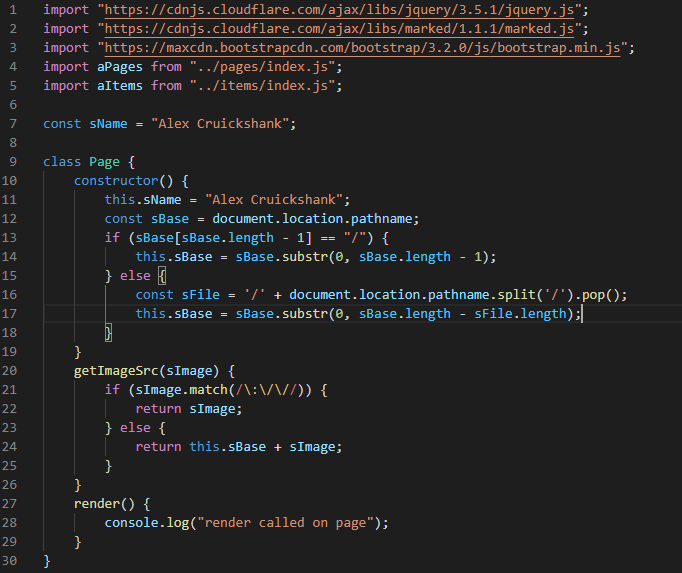 1 import "https://cdnjs.cloudflare.com/ajax/libs/jquery/3.5.1/jquery.js";
2 import "https://cdnjs.cloudflare.com/ajax/libs/marked/1.1.1/marked.js";
3 import "https://maxcdn.bootstrapcdn.com/bootstrap/3.2.0/js/bootstrap.min.js";
4 import aPages from "../pages/index.js";
5 import aItems from "../items/index.js";
6
7 const sName = "Alex Cruickshank";
8
9 class Page {
10     constructor() {
11         this.sName = "Alex Cruickshank";
12         const sBase = document.location.pathname;
13         if (sBase[sBase.length - 1] == "/") {
14             this.sBase = sBase.substr(0, sBase.length - 1);
15         } else {
16             const sFile = '/' + document.location.pathname.split('/').pop();
17             this.sBase = sBase.substr(0, sBase.length - sFile.length);
18         }
19     }
20     getImageSrc(sImage) {
21         if (sImage.match(/\:\/\//)) {
22             return sImage;
23         } else {
24             return this.sBase + sImage;
25         }
26     }
27     render() {
28         console.log("render called on page");
29     }
30 }